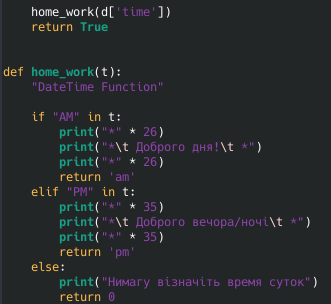 home_work(d['time'])
    return True
def home_work(t):
    "DateTime Function"
    if "AM" in t:
        print("*" * 26)
        print("*\t Доброго дня!\t *")
        print("*" * 26)
        return 'am'
    elif "PM" in t:
        print("*" * 35)
        print("*\t Доброго вечора/ночі\t *")
        print("*" * 35)
        return 'pm'
    else:
        print("Нимагу візначіть время суток")
        return 0